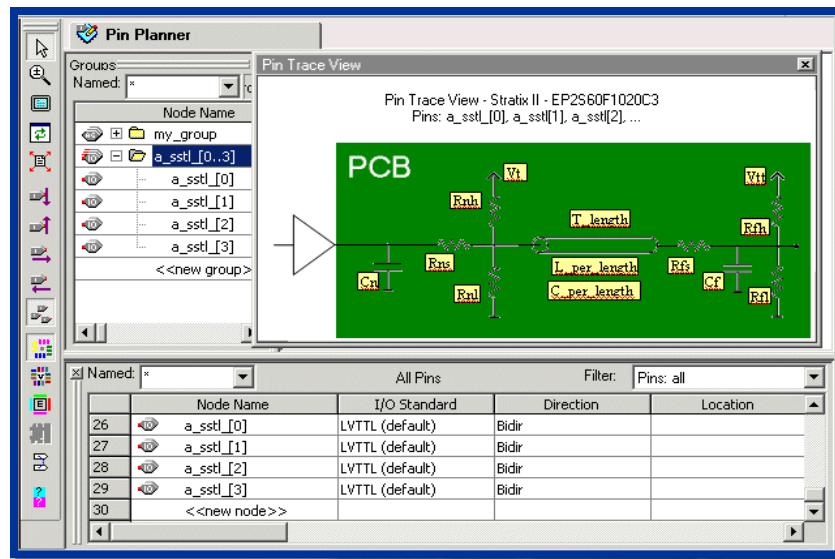 Pin Planner
Groups
Named: *
Node Name
my_group
a_sstl_[0..3]
a_sstl_[0]
a_sstl_[1]
a_sstl_[2]
a_sstl_[3]
<<new group>
Pin Trace View
Pin Trace View - Stratix II - EP2S60F1020C3
Pins: a_sstl_[0], a_sstl[1], a_sstl[2], ...
PCB
Vt
Vtt
Rnh
T_length
Rfh
Rns
L_per_length
Rfs
Cn
Rnl
C_per_length
Cf
Rfl
Named: * All Pins Filter: Pins: all
Node Name I/O Standard Direction Location
26 a_sstl_[0] LVTTL (default) Bidir
27 a_sstl_[1] LVTTL (default) Bidir
28 a_sstl_[2] LVTTL (default) Bidir
29 a_sstl_[3] LVTTL (default) Bidir
30 <<new node>>